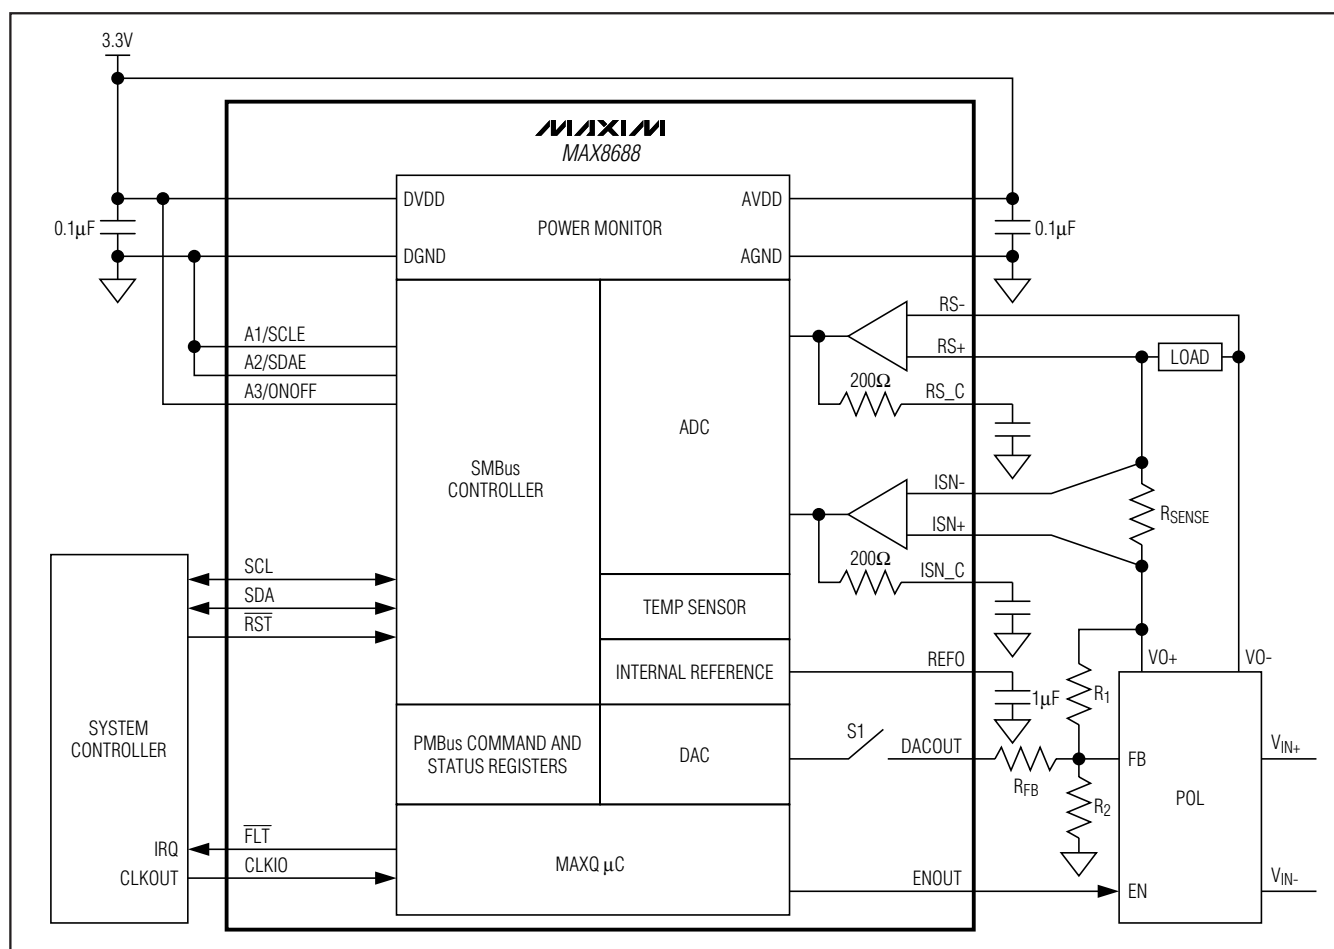 3.3V
MAXIM
MAX8688
DVDD
AVDD
0.1µF
POWER MONITOR
0.1µF
DGND
AGND
RS-
A1/SCLE
RS+
LOAD
A2/SDAE
200Ω
A3/ONOFF
RS_C
ADC
SMBus
CONTROLLER
ISN-
RSENSE
ISN+
200Ω
SCL
ISN_C
SDA
TEMP SENSOR
RST
REFO
VO+
VO-
INTERNAL REFERENCE
R1
1µF
SYSTEM
CONTROLLER
PMBus COMMAND AND
STATUS REGISTERS
DAC
S1
DACOUT
RFB
FB
VIN+
R2
POL
FLT
IRQ
MAXQ µC
CLKIO
CLKOUT
ENOUT
EN
VIN-